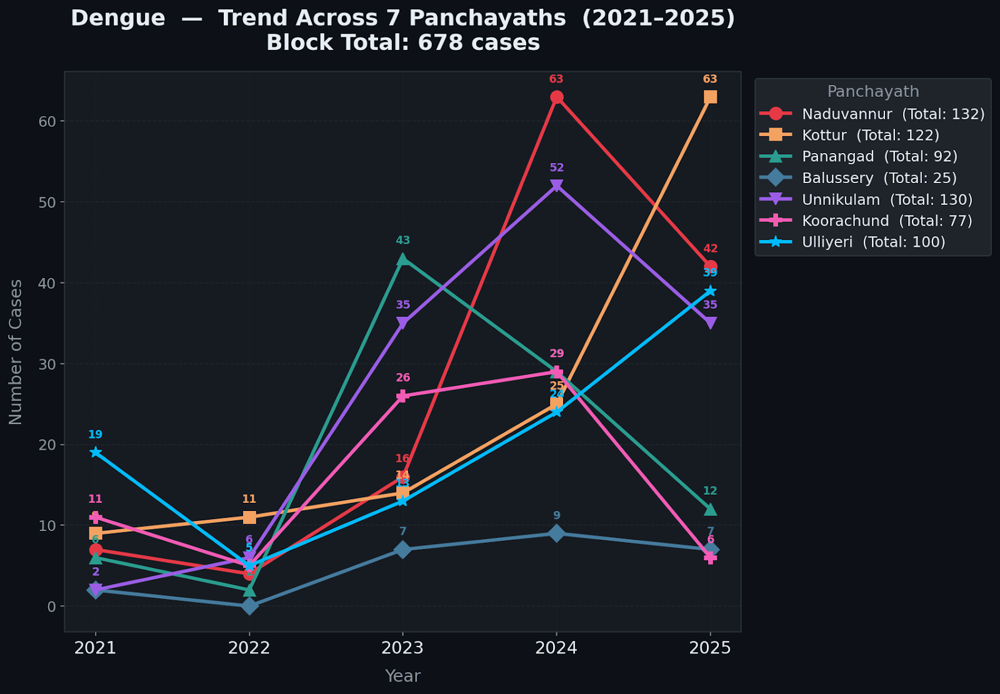 Dengue — Trend Across 7 Panchayaths (2021–2025)
Block Total: 678 cases
Panchayath
Naduvannur (Total: 132)
Kottur (Total: 122)
Panangad (Total: 92)
Balussery (Total: 25)
Unnikulam (Total: 130)
Koorachund (Total: 77)
Ulliyeri (Total: 100)
Number of Cases
60
50
40
30
20
10
0
19
11
6
2
11
6
5
2
43
35
26
16
14
13
7
63
52
29
25
24
9
63
42
39
35
12
7
6
2021 2022 2023 2024 2025
Year